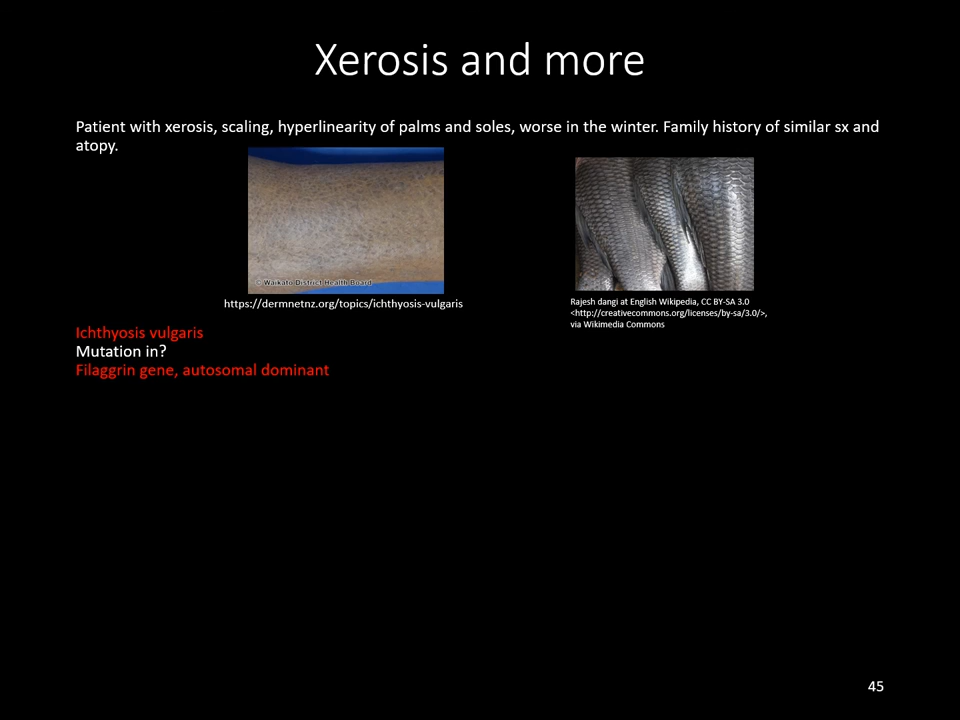 Xerosis and more
Patient with xerosis, scaling, hyperlinearity of palms and soles, worse in the winter. Family history of similar sx and
atopy.
© Waikato District Health Board
https://dermnetnz.org/topics/ichthyosis-vulgaris
Rajesh dangi at English Wikipedia, CC BY-SA 3.0
<http://creativecommons.org/licenses/by-sa/3.0/>,
via Wikimedia Commons
Ichthyosis vulgaris
Mutation in?
Filaggrin gene, autosomal dominant
45